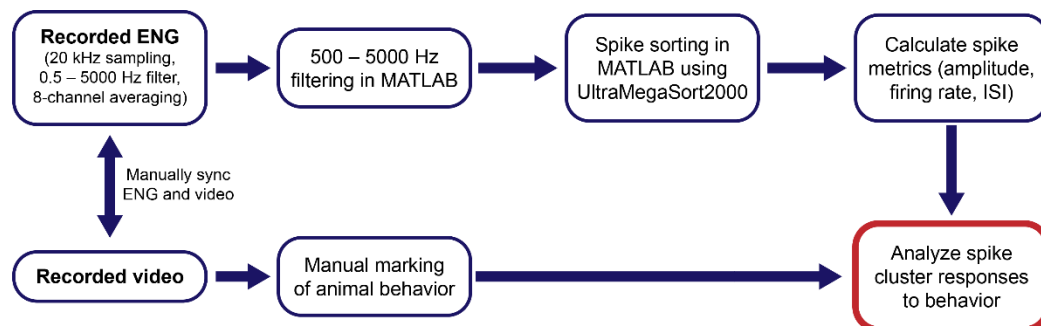 Recorded ENG
(20 kHz sampling,
0.5 – 5000 Hz filter,
8-channel averaging)
500 – 5000 Hz
filtering in MATLAB
Spike sorting in
MATLAB using
UltraMegaSort2000
Calculate spike
metrics (amplitude,
firing rate, ISI)
Manually sync
ENG and video
Recorded video
Manual marking
of animal behavior
Analyze spike
cluster responses
to behavior